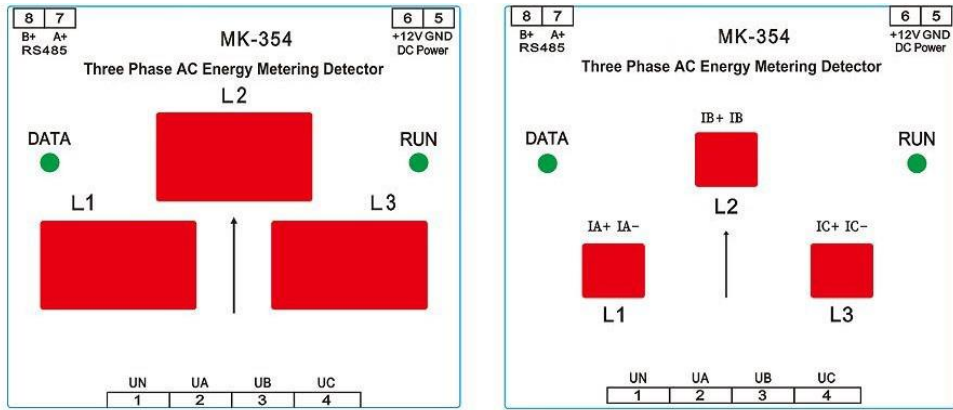 8 7
B+ A+
RS485
6 5
+12V GND
DC Power
MK-354
Three Phase AC Energy Metering Detector
L2
DATA
RUN
L1
L3
UN UA UB UC
1 2 3 4
8 7
B+ A+
RS485
6 5
+12V GND
DC Power
MK-354
Three Phase AC Energy Metering Detector
IB+ IB
DATA
RUN
L2
IA+ IA-
IC+ IC-
L1
L3
UN UA UB UC
1 2 3 4